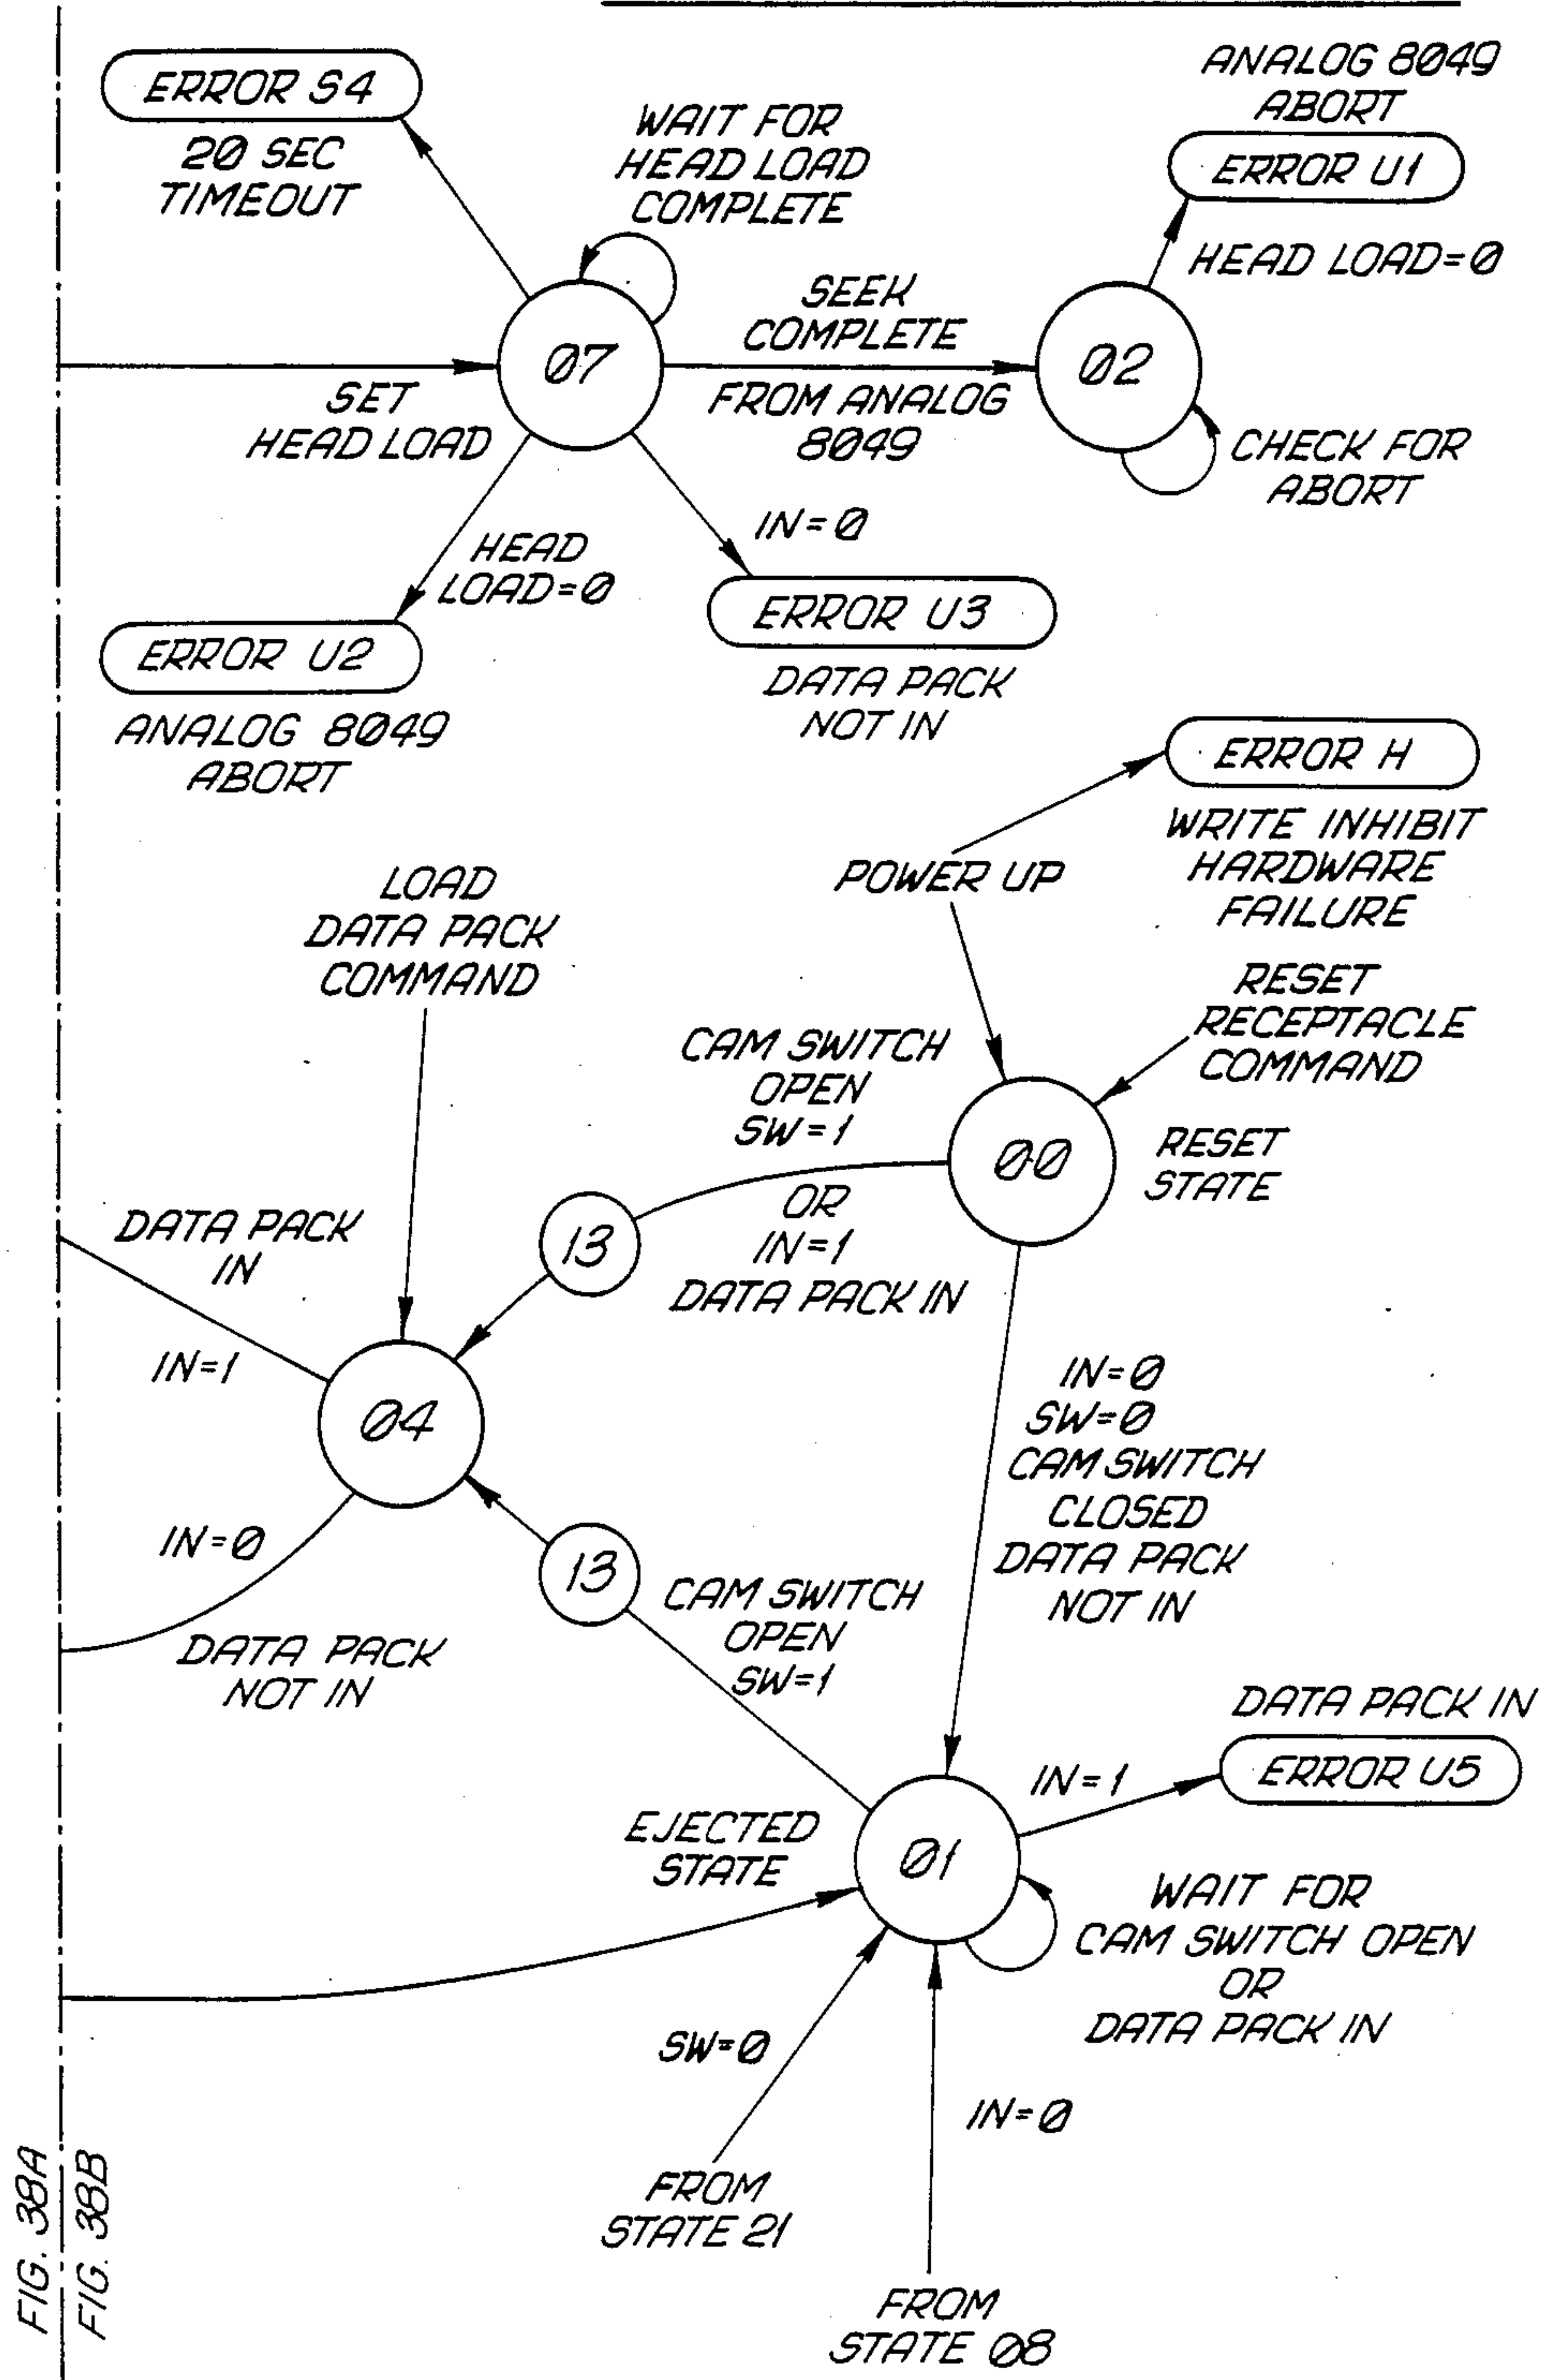 ERROR S4
20 SEC
TIMEOUT
WAIT FOR
HEAD LOAD
COMPLETE
ANALOG 8049
ABORT
ERROR U1
HEAD LOAD=0
07
SEEK
COMPLETE
FROM ANALOG
8049
02
SET
HEAD LOAD
CHECK FOR
ABORT
HEAD
LOAD=0
IN=0
ERROR U2
ANALOG 8049
ABORT
ERROR U3
DATA PACK
NOT IN
ERROR H
WRITE INHIBIT
HARDWARE
FAILURE
POWER UP
LOAD
DATA PACK
COMMAND
RESET
RECEPTACLE
COMMAND
CAM SWITCH
OPEN
SW=1
OR
IN=1
DATA PACK IN
00
RESET
STATE
13
DATA PACK
IN
IN=1
04
IN=0
SW=0
CAM SWITCH
CLOSED
DATA PACK
NOT IN
IN=0
DATA PACK
NOT IN
13
CAM SWITCH
OPEN
SW=1
DATA PACK IN
ERROR U5
IN=1
EJECTED
STATE
01
WAIT FOR
CAM SWITCH OPEN
OR
DATA PACK IN
SW=0
IN=0
FROM
STATE 21
FROM
STATE 08
FIG. 38A
FIG. 38B